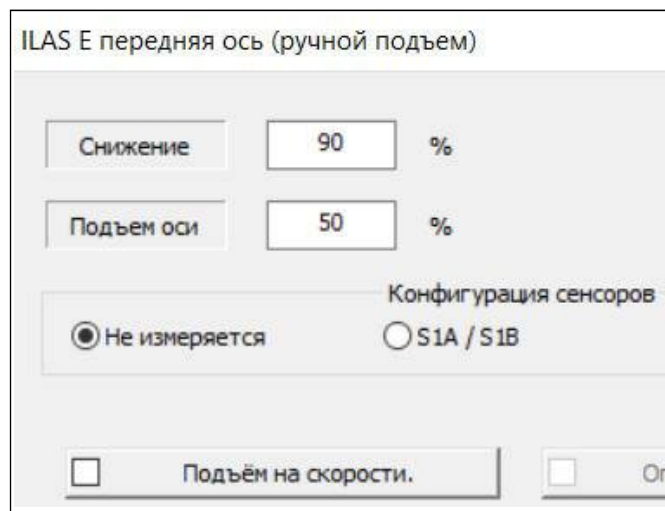 ILAS E передняя ось (ручной подъем)
Снижение 90 %
Подъем оси 50 %
Конфигурация сенсоров
Не измеряется S1A / S1B
Подъём на скорости.